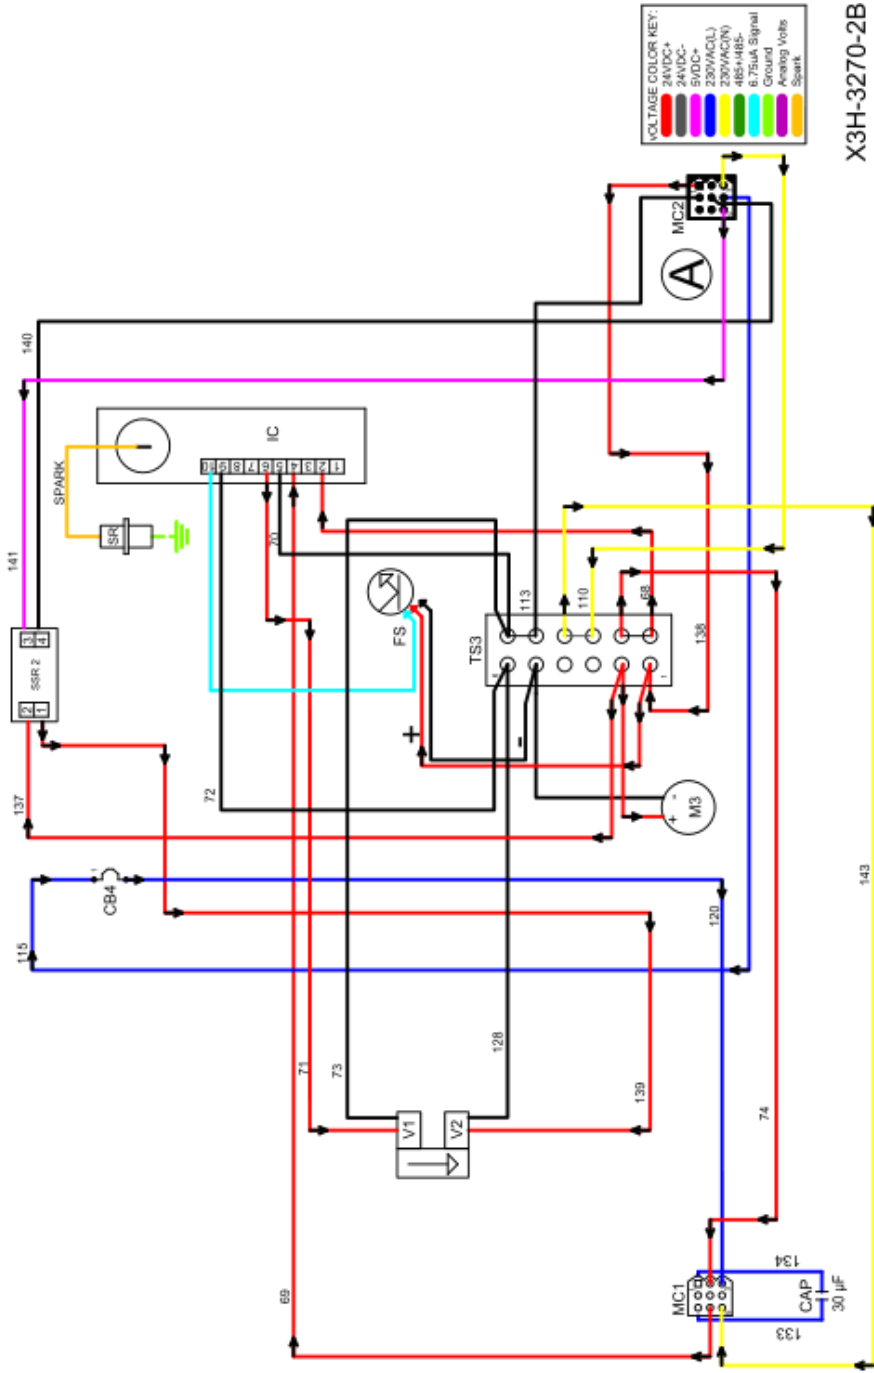 VOLTAGE COLOR KEY:
24VDC+
24VDC-
5VDC+
230VAC(L)
230VAC(N)
485+/485-
6.75uA Signal
Ground
Analog Volts
Spark
X3H-3270-2B
MC2
A
140
141
SPARK
SR
IC
10
9
8
7
6
5
4
3
2
1
70
FS
+
-
TS3
113
110
68
138
SSR 2
3
4
2
1
137
72
M3
+
-
CB4
115
120
143
71
73
128
139
V1
V2
74
69
MC1
134
133
CAP
30 µF